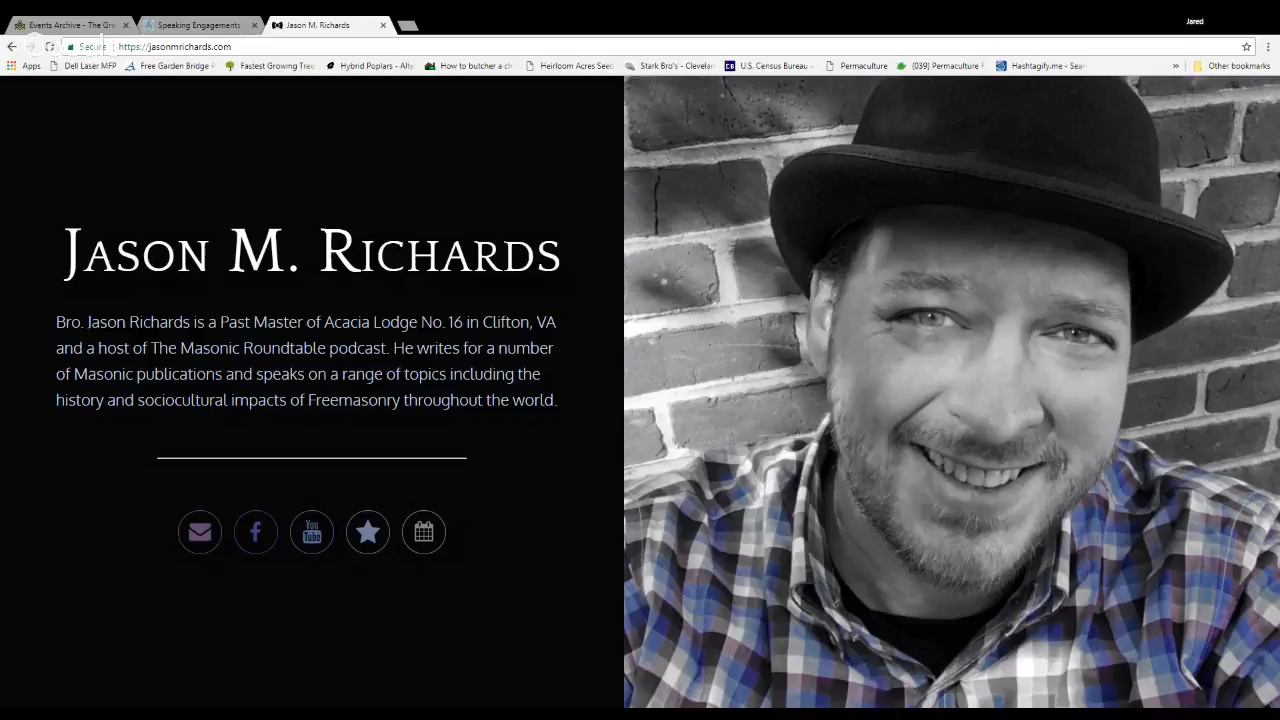 Events Archive - The Gra
Speaking Engagements
Jason M. Richards
Jared
Secure
https://jasonmrichards.com
Apps
Dell Laser MFP
Free Garden Bridge
Fastest Growing Tree
Hybrid Poplars - Alte
How to butcher a ch
Heirloom Acres Seed
Stark Bro's - Clevelan
U.S. Census Bureau -
Permaculture
(039) Permaculture
Hashtagify.me - Sea
»
Other bookmarks
Jason M. Richards
Bro. Jason Richards is a Past Master of Acacia Lodge No. 16 in Clifton, VA
and a host of The Masonic Roundtable podcast. He writes for a number
of Masonic publications and speaks on a range of topics including the
history and sociocultural impacts of Freemasonry throughout the world.
You
Tube